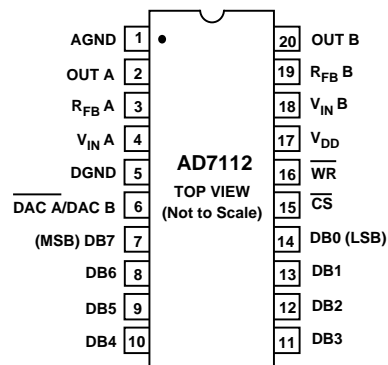 AGND 1 20 OUT B
OUT A 2 19 RFB B
RFB A 3 18 VIN B
VIN A 4 17 VDD
DGND 5 AD7112 16 WR
DAC A/DAC B 6 TOP VIEW 15 CS
(MSB) DB7 7 (Not to Scale) 14 DB0 (LSB)
DB6 8 13 DB1
DB5 9 12 DB2
DB4 10 11 DB3